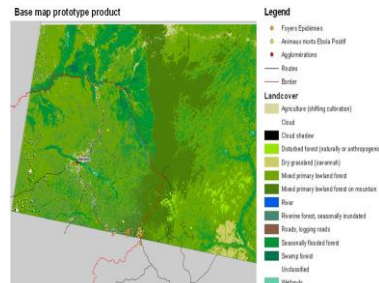 Base map prototype product
Legend
Foyers Epidémies
Animaux morts Ebola Positif
Agglomérations
Routes
Border
Landcover
Agriculture (shifting cultivation)
Cloud
Cloud shadow
Disturbed forest (naturally or anthropogenic
Dry grassland (savannah)
Mixed primary lowland forest
Mixed primary lowland forest on mountain
River
Riverine forest, seasonally inundated
Roads, logging roads
Seasonally flooded forest
Swamp forest
Unclassified
Wetlands